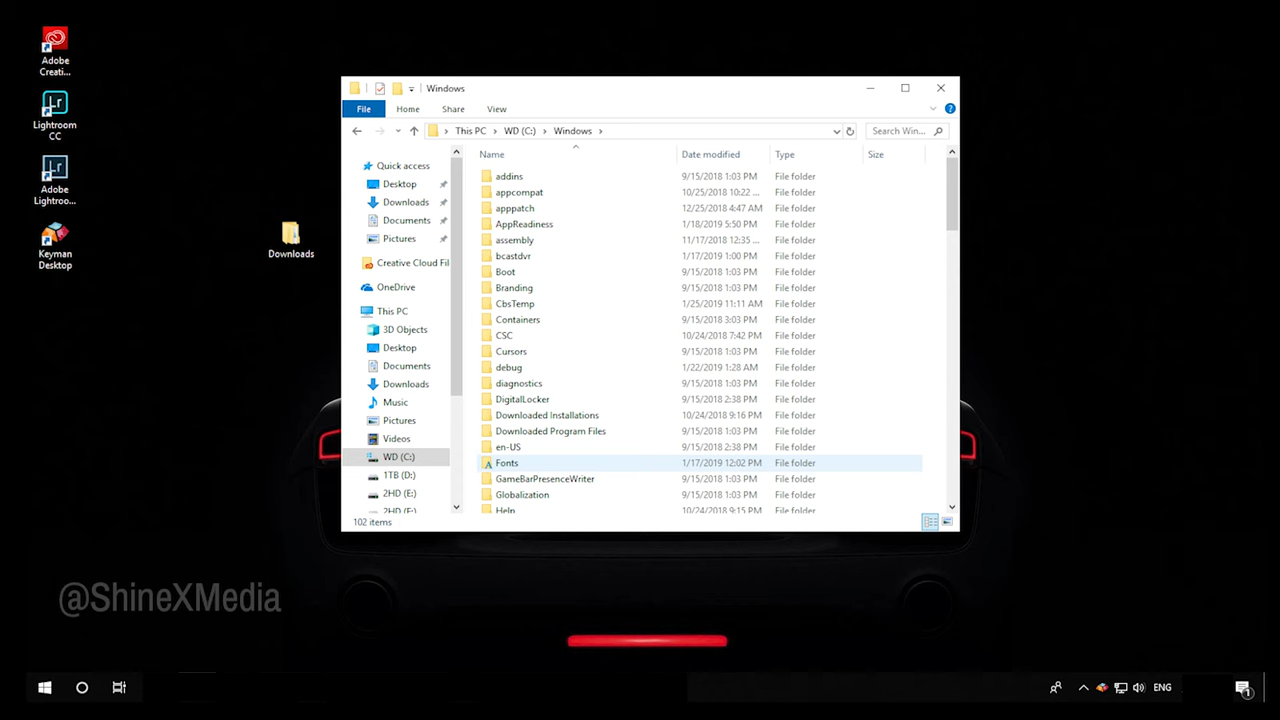 Adobe
Creati...
Lightroom
CC
Adobe
Lightroo...
Keyman
Desktop
Downloads
Windows
File Home Share View
This PC > WD (C:) > Windows >
Search Win...
Quick access
Desktop
Downloads
Documents
Pictures
Creative Cloud Fil
OneDrive
This PC
3D Objects
Desktop
Documents
Downloads
Music
Pictures
Videos
WD (C:)
1TB (D:)
2HD (E:)
2HD (F:)
Name Date modified Type Size
addins 9/15/2018 1:03 PM File folder
appcompat 10/25/2018 10:22 ... File folder
apppatch 12/25/2018 4:47 AM File folder
AppReadiness 1/18/2019 5:50 PM File folder
assembly 11/17/2018 12:35 ... File folder
bcastdvr 1/17/2019 1:00 PM File folder
Boot 9/15/2018 1:03 PM File folder
Branding 9/15/2018 1:03 PM File folder
CbsTemp 1/25/2019 11:11 AM File folder
Containers 9/15/2018 3:03 PM File folder
CSC 10/24/2018 7:42 PM File folder
Cursors 9/15/2018 1:03 PM File folder
debug 1/22/2019 1:28 AM File folder
diagnostics 9/15/2018 1:03 PM File folder
DigitalLocker 9/15/2018 2:38 PM File folder
Downloaded Installations 10/24/2018 9:16 PM File folder
Downloaded Program Files 9/15/2018 1:03 PM File folder
en-US 9/15/2018 2:38 PM File folder
Fonts 1/17/2019 12:02 PM File folder
GameBarPresenceWriter 9/15/2018 1:03 PM File folder
Globalization 9/15/2018 1:03 PM File folder
Help 10/24/2018 9:15 PM File folder
102 items
@ShineXMedia
ENG
1